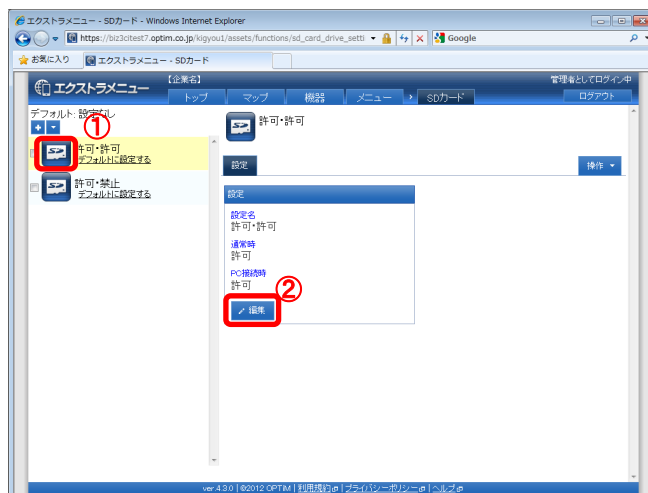 エクストラメニュー - SDカード - Windows Internet Explorer
https://biz3citest7.optim.co.jp/kigyou1/assets/functions/sd_card_drive_setti
Google
お気に入り
エクストラメニュー - SDカード
エクストラメニュー
【企業名】
管理者としてログイン中
トップ
マップ
機器
メニュー
SDカード
ログアウト
デフォルト: 設定なし
①
許可・許可
デフォルトに設定する
許可・禁止
デフォルトに設定する
許可・許可
設定
操作
設定
設定名
許可・許可
通常時
許可
PC接続時
許可
②
編集
ver.4.3.0 | ©2012 OPTiM | 利用規約 | プライバシーポリシー | ヘルプ